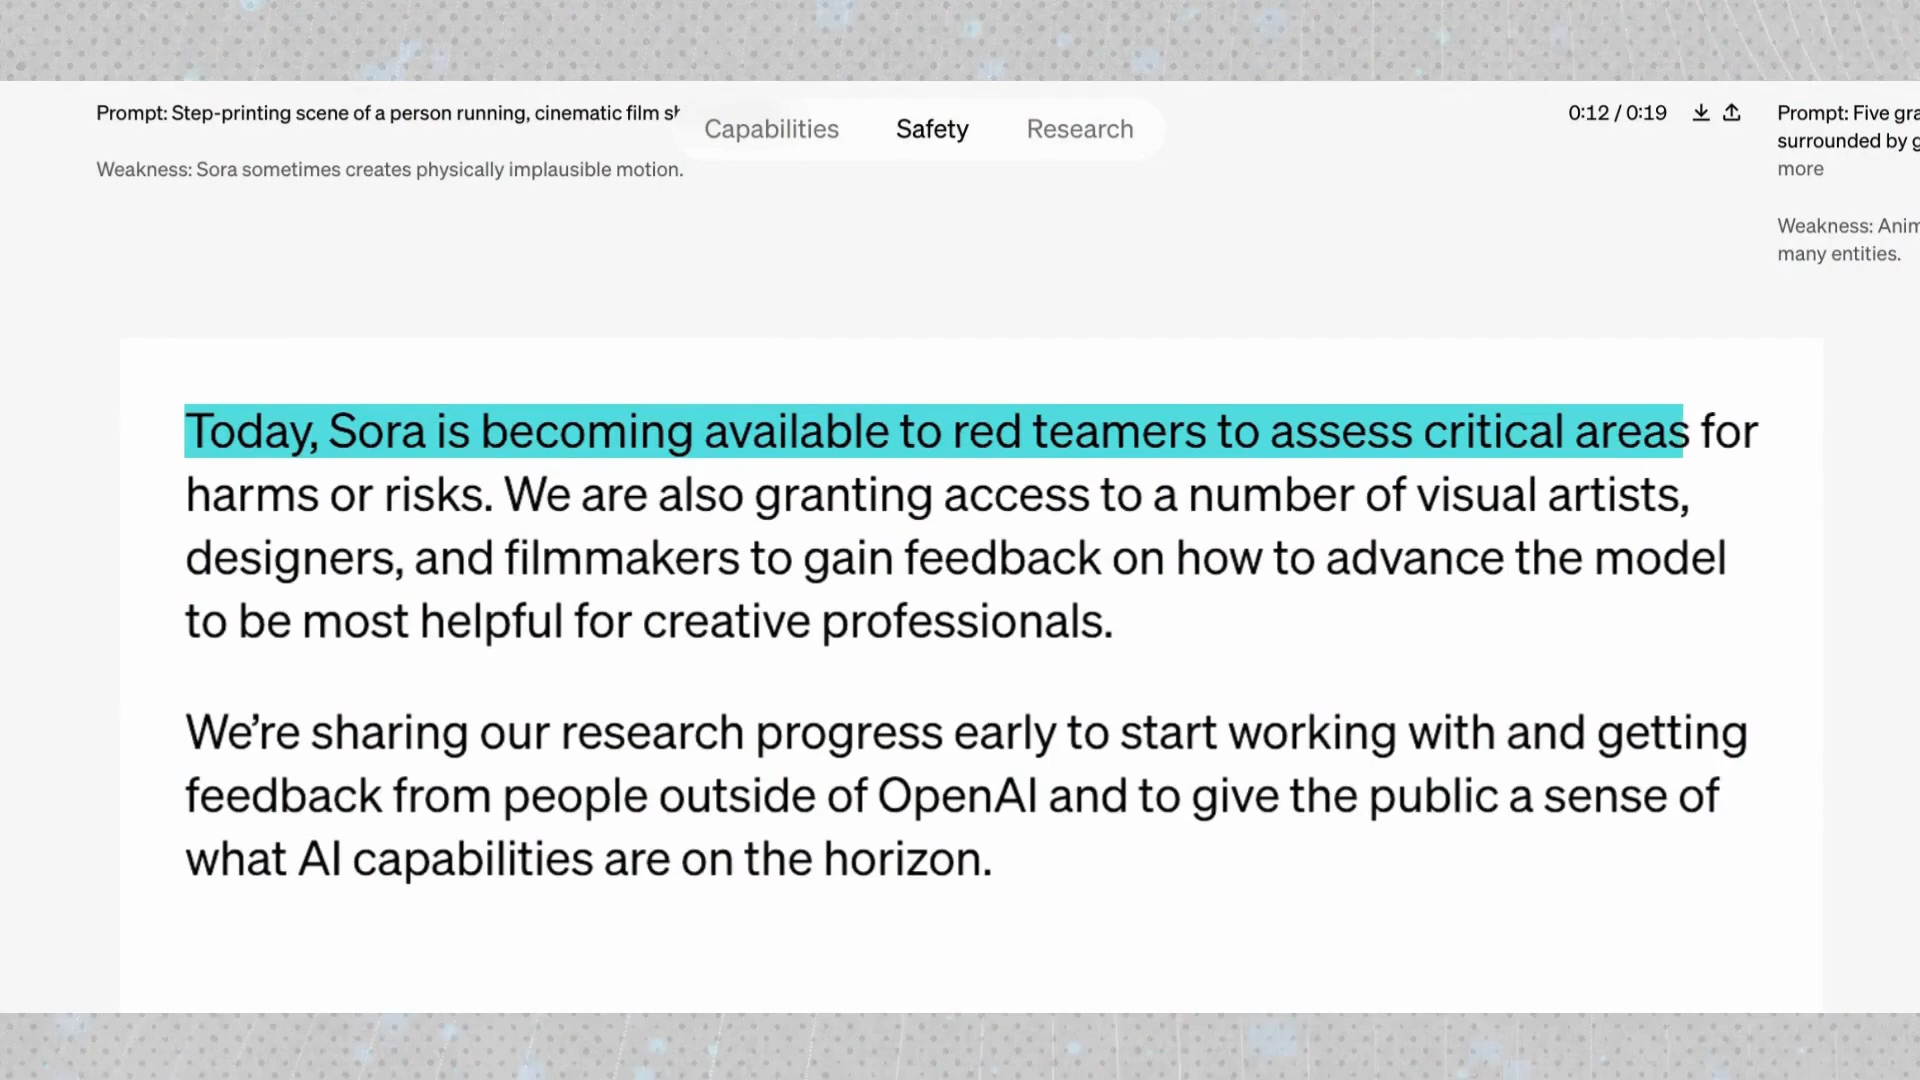 Prompt: Step-printing scene of a person running, cinematic film
Weakness: Sora sometimes creates physically implausible motion.
Capabilities Safety Research
0:12 / 0:19
Prompt: Five
surrounded by
more
Weakness:
many entities.
Today, Sora is becoming available to red teamers to assess critical areas for
harms or risks. We are also granting access to a number of visual artists,
designers, and filmmakers to gain feedback on how to advance the model
to be most helpful for creative professionals.
We’re sharing our research progress early to start working with and getting
feedback from people outside of OpenAI and to give the public a sense of
what AI capabilities are on the horizon.